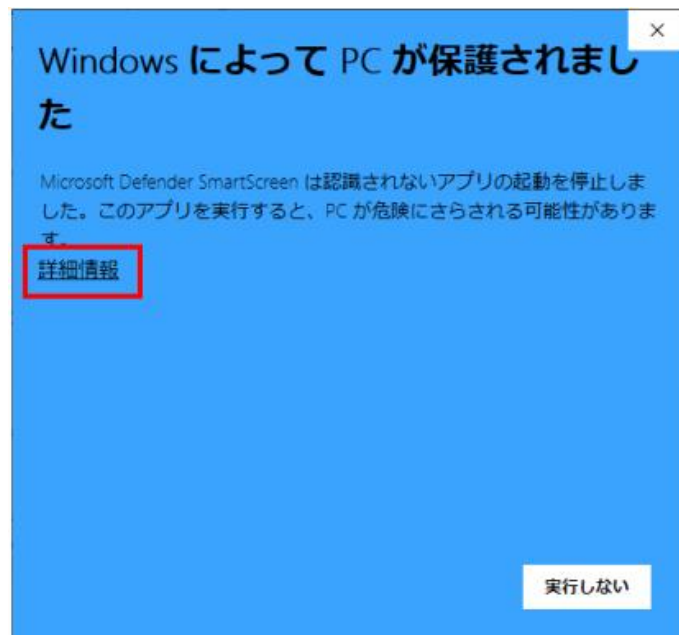 Windows によって PC が保護されまし
た
Microsoft Defender SmartScreen は認識されないアプリの起動を停止しま
した。このアプリを実行すると、PC が危険にさらされる可能性がありま
す。
詳細情報
実行しない